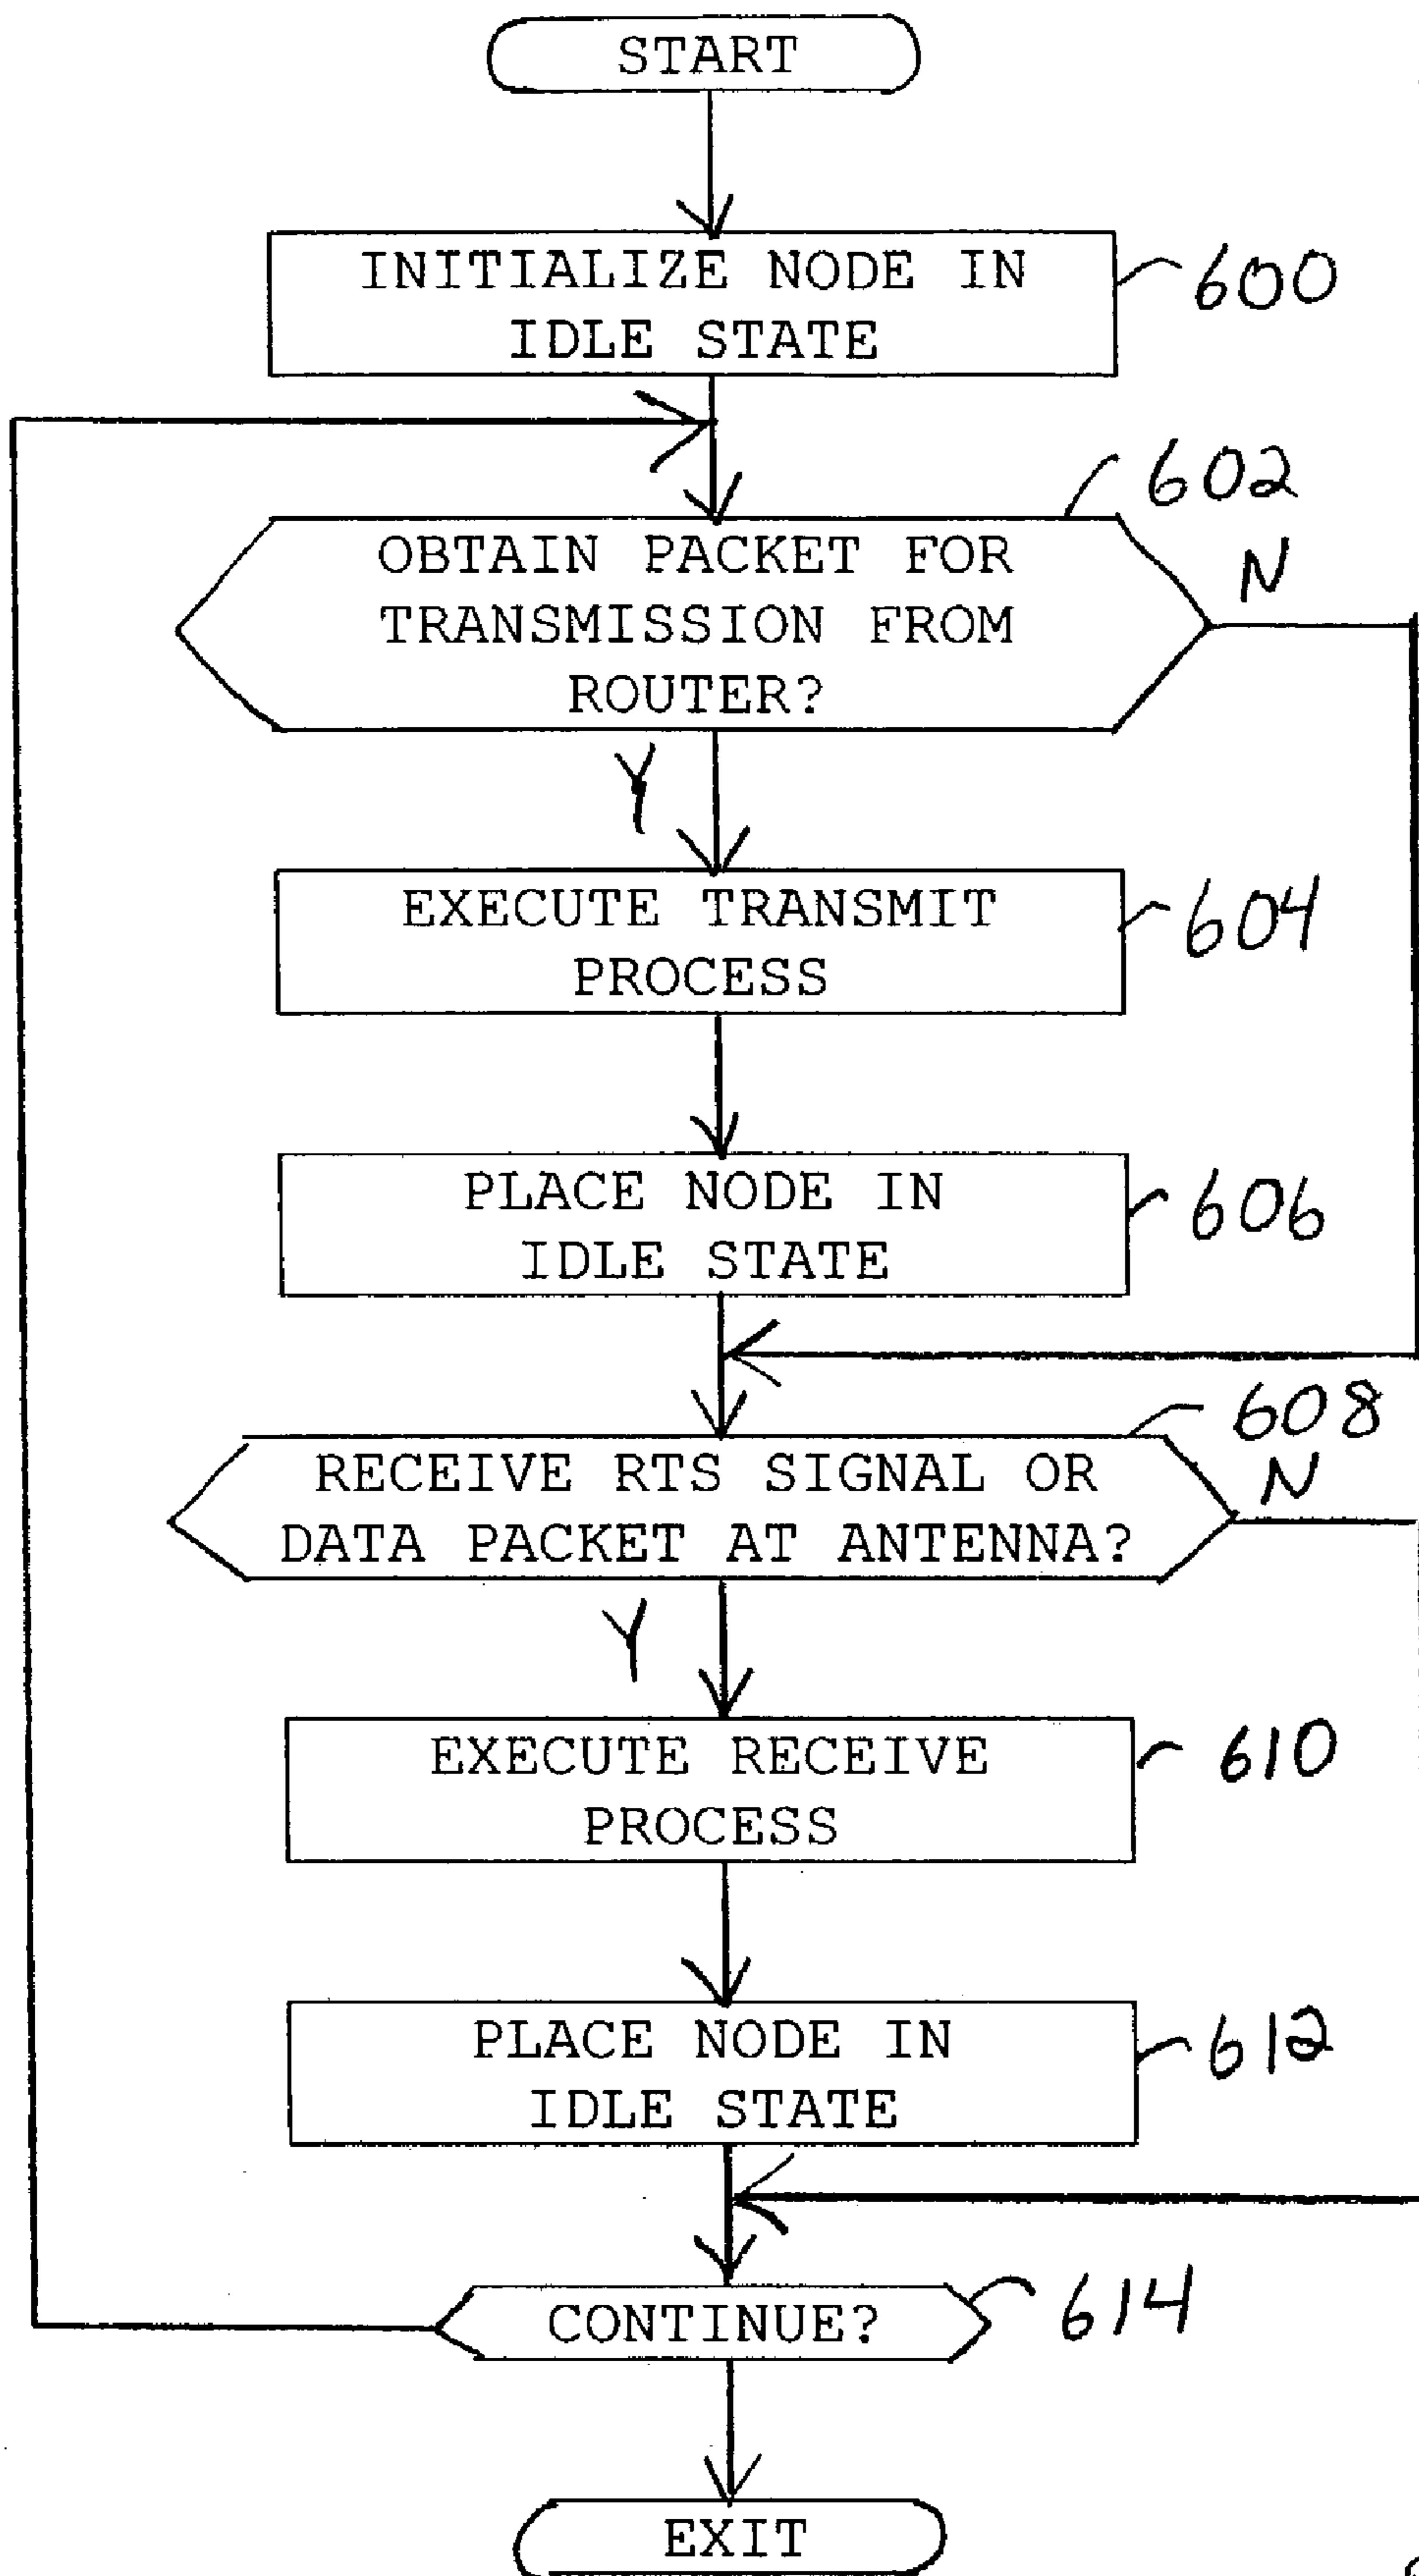 START
INITIALIZE NODE IN
IDLE STATE
600
602
OBTAIN PACKET FOR
TRANSMISSION FROM
ROUTER?
N
Y
EXECUTE TRANSMIT
PROCESS
604
PLACE NODE IN
IDLE STATE
606
608
RECEIVE RTS SIGNAL OR
DATA PACKET AT ANTENNA?
N
Y
EXECUTE RECEIVE
PROCESS
610
PLACE NODE IN
IDLE STATE
612
CONTINUE?
614
EXIT